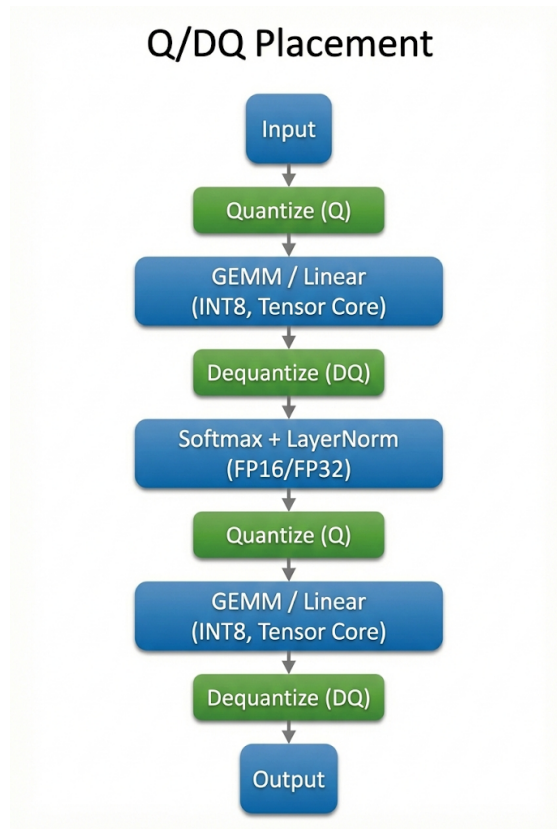 Q/DQ Placement
Input
Quantize (Q)
GEMM / Linear
(INT8, Tensor Core)
Dequantize (DQ)
Softmax + LayerNorm
(FP16/FP32)
Quantize (Q)
GEMM / Linear
(INT8, Tensor Core)
Dequantize (DQ)
Output